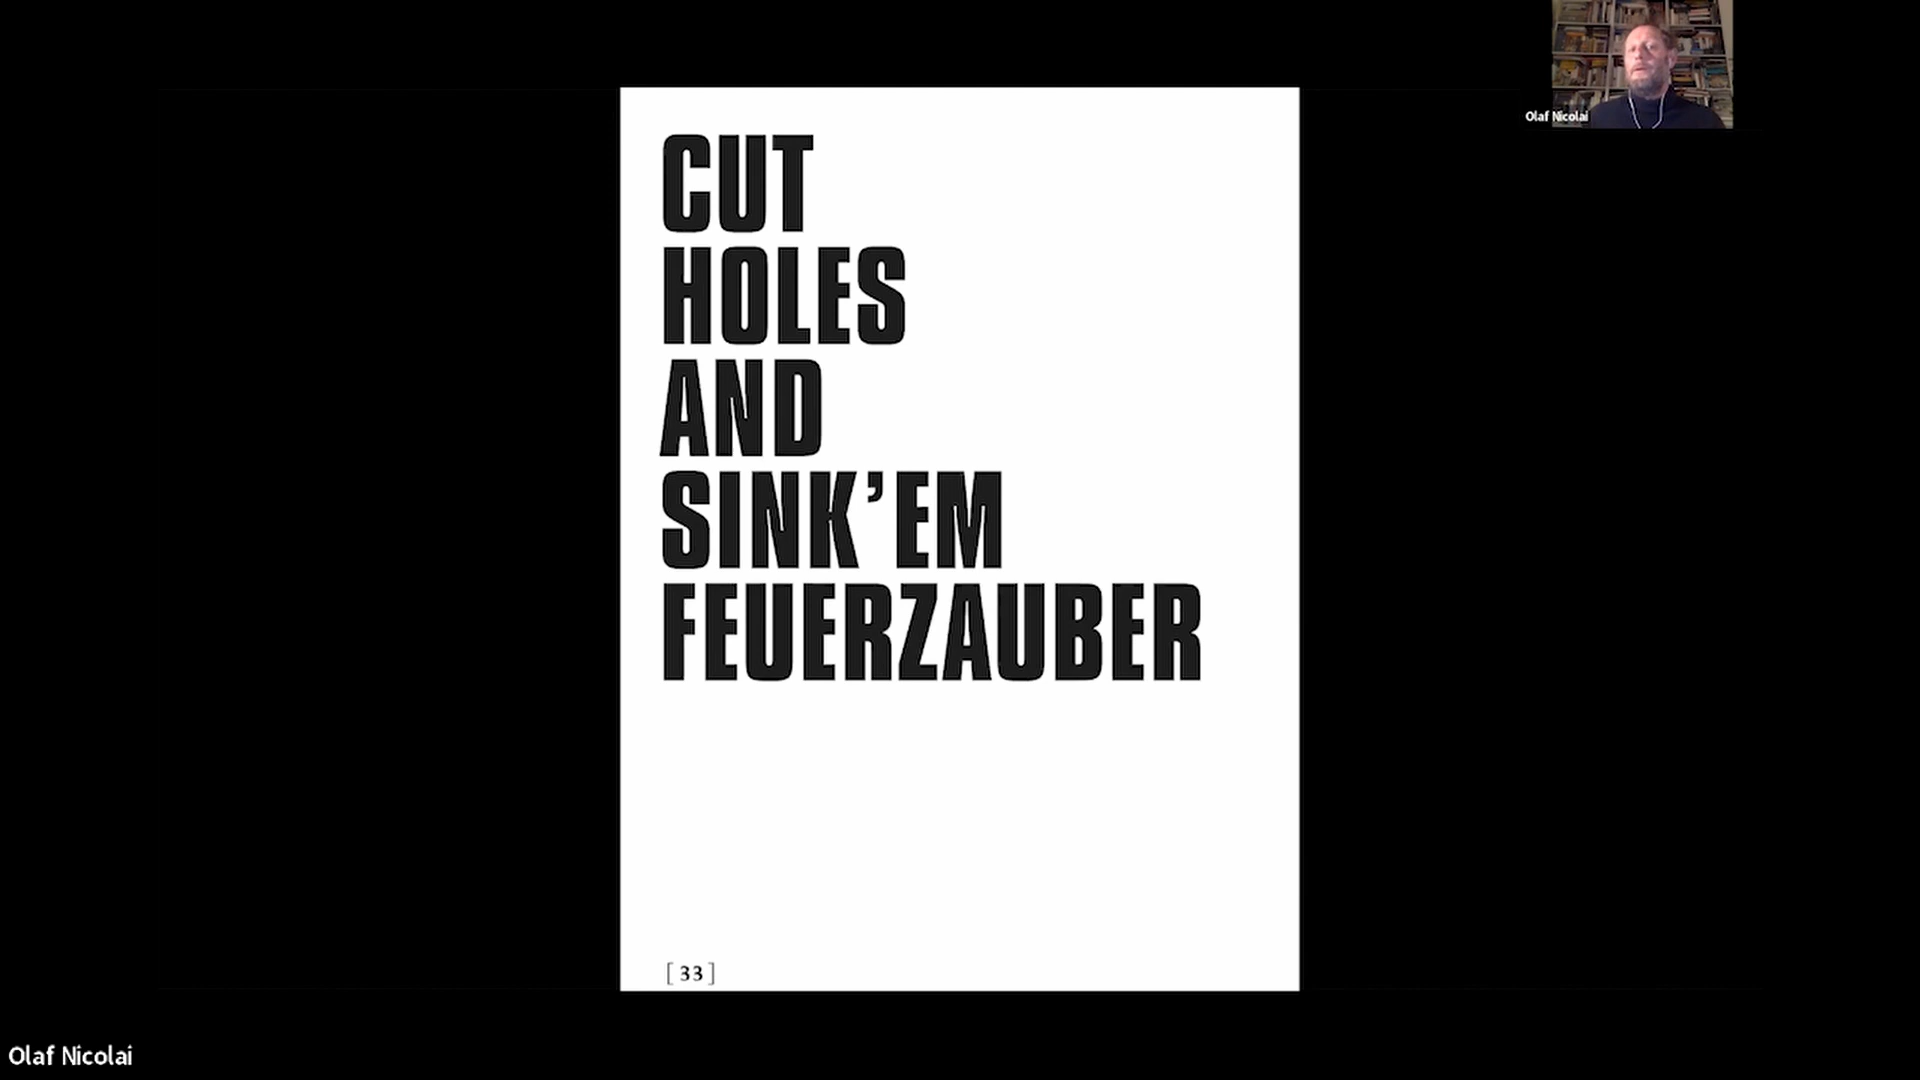 Olaf Nicolai
CUT
HOLES
AND
SINK’EM
FEUERZAUBER
[33]
Olaf Nicolai